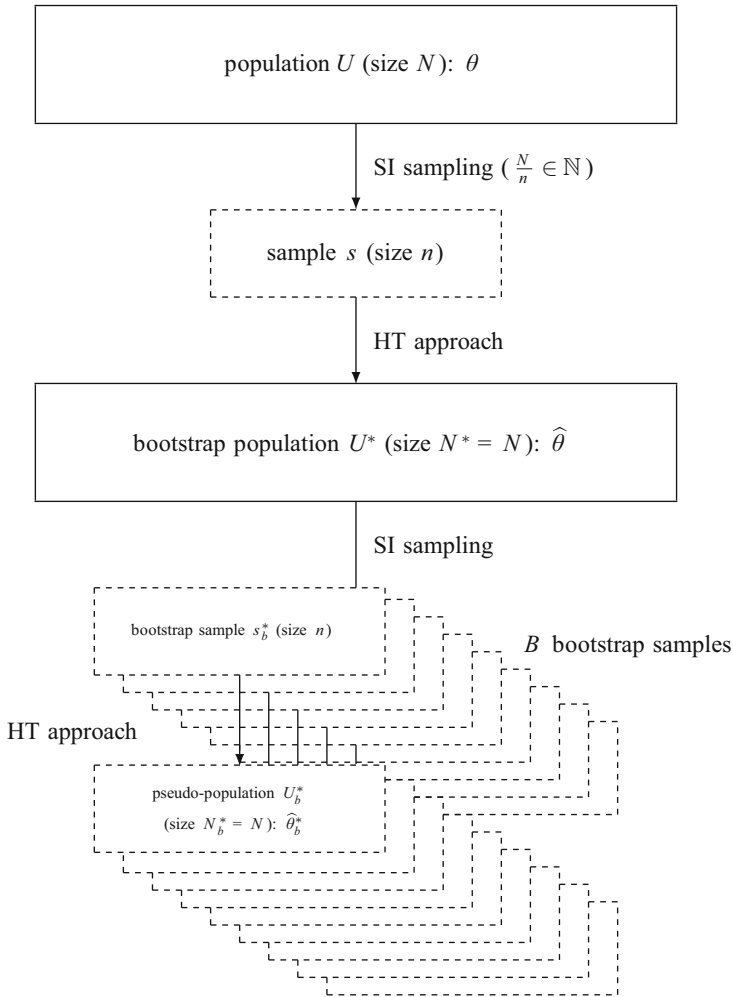 population U (size N): θ
SI sampling ( N/n ∈ ℕ)
sample s (size n)
HT approach
bootstrap population U* (size N* = N): θ̂
SI sampling
bootstrap sample s*_b (size n)
B bootstrap samples
HT approach
pseudo-population U*_b
(size N*_b = N): θ̂*_b